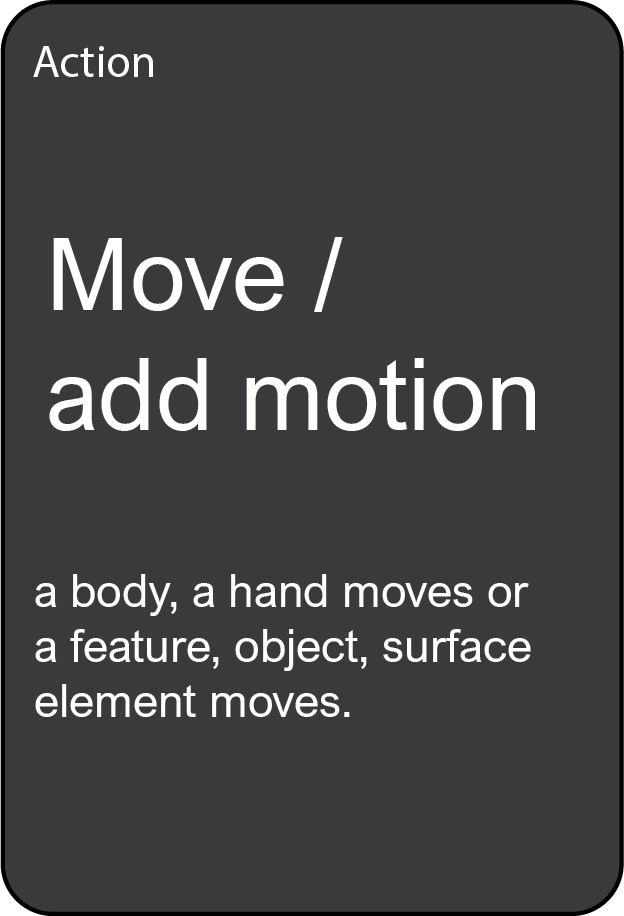 Action
Move /
add motion
a body, a hand moves or
a feature, object, surface
element moves.